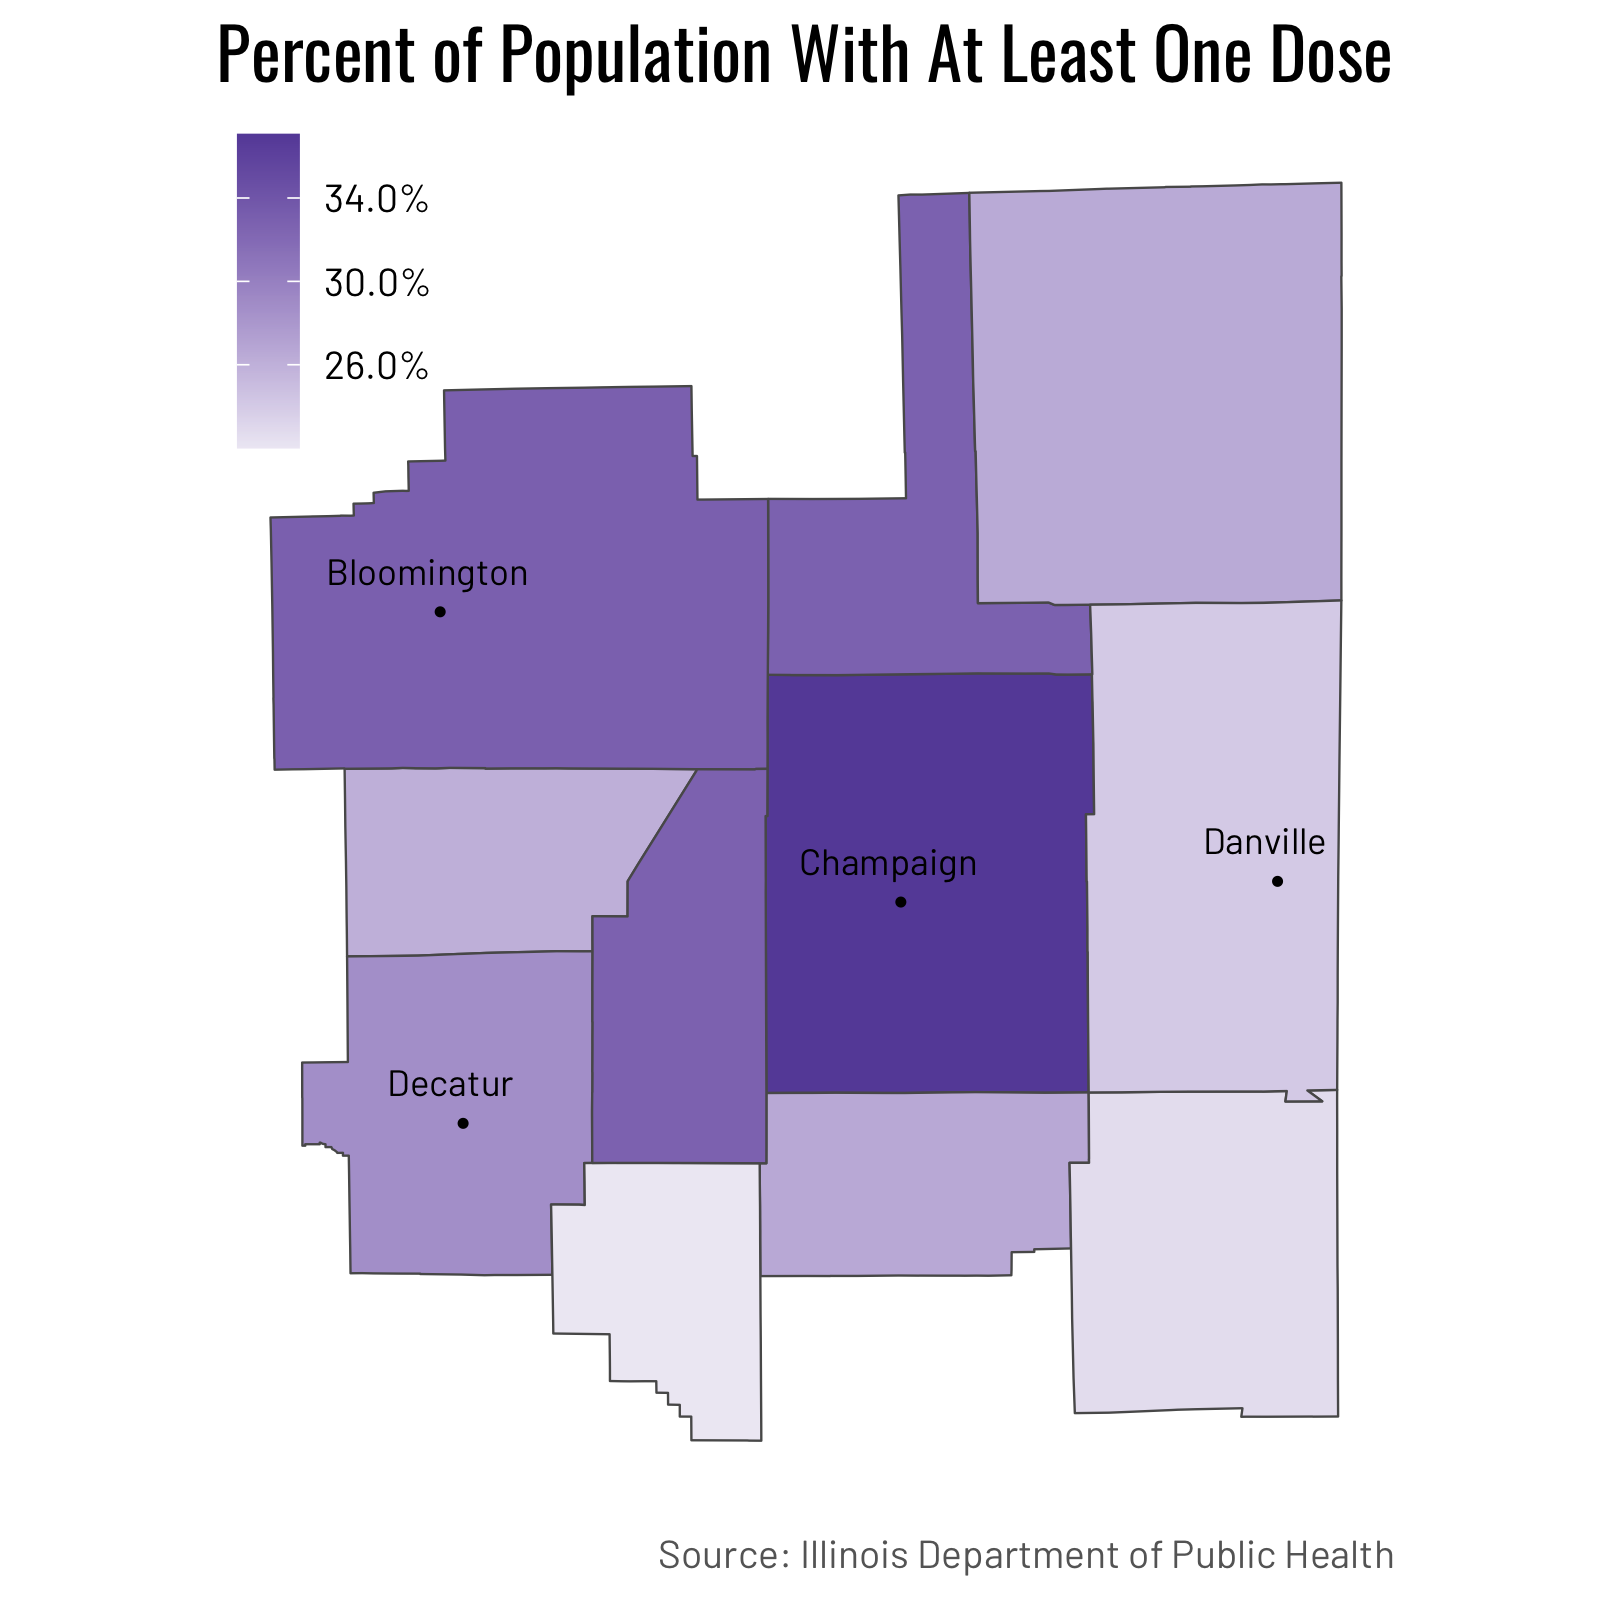 Percent of Population With At Least One Dose
34.0%
30.0%
26.0%
Bloomington
Champaign
Danville
Decatur
Source: Illinois Department of Public Health